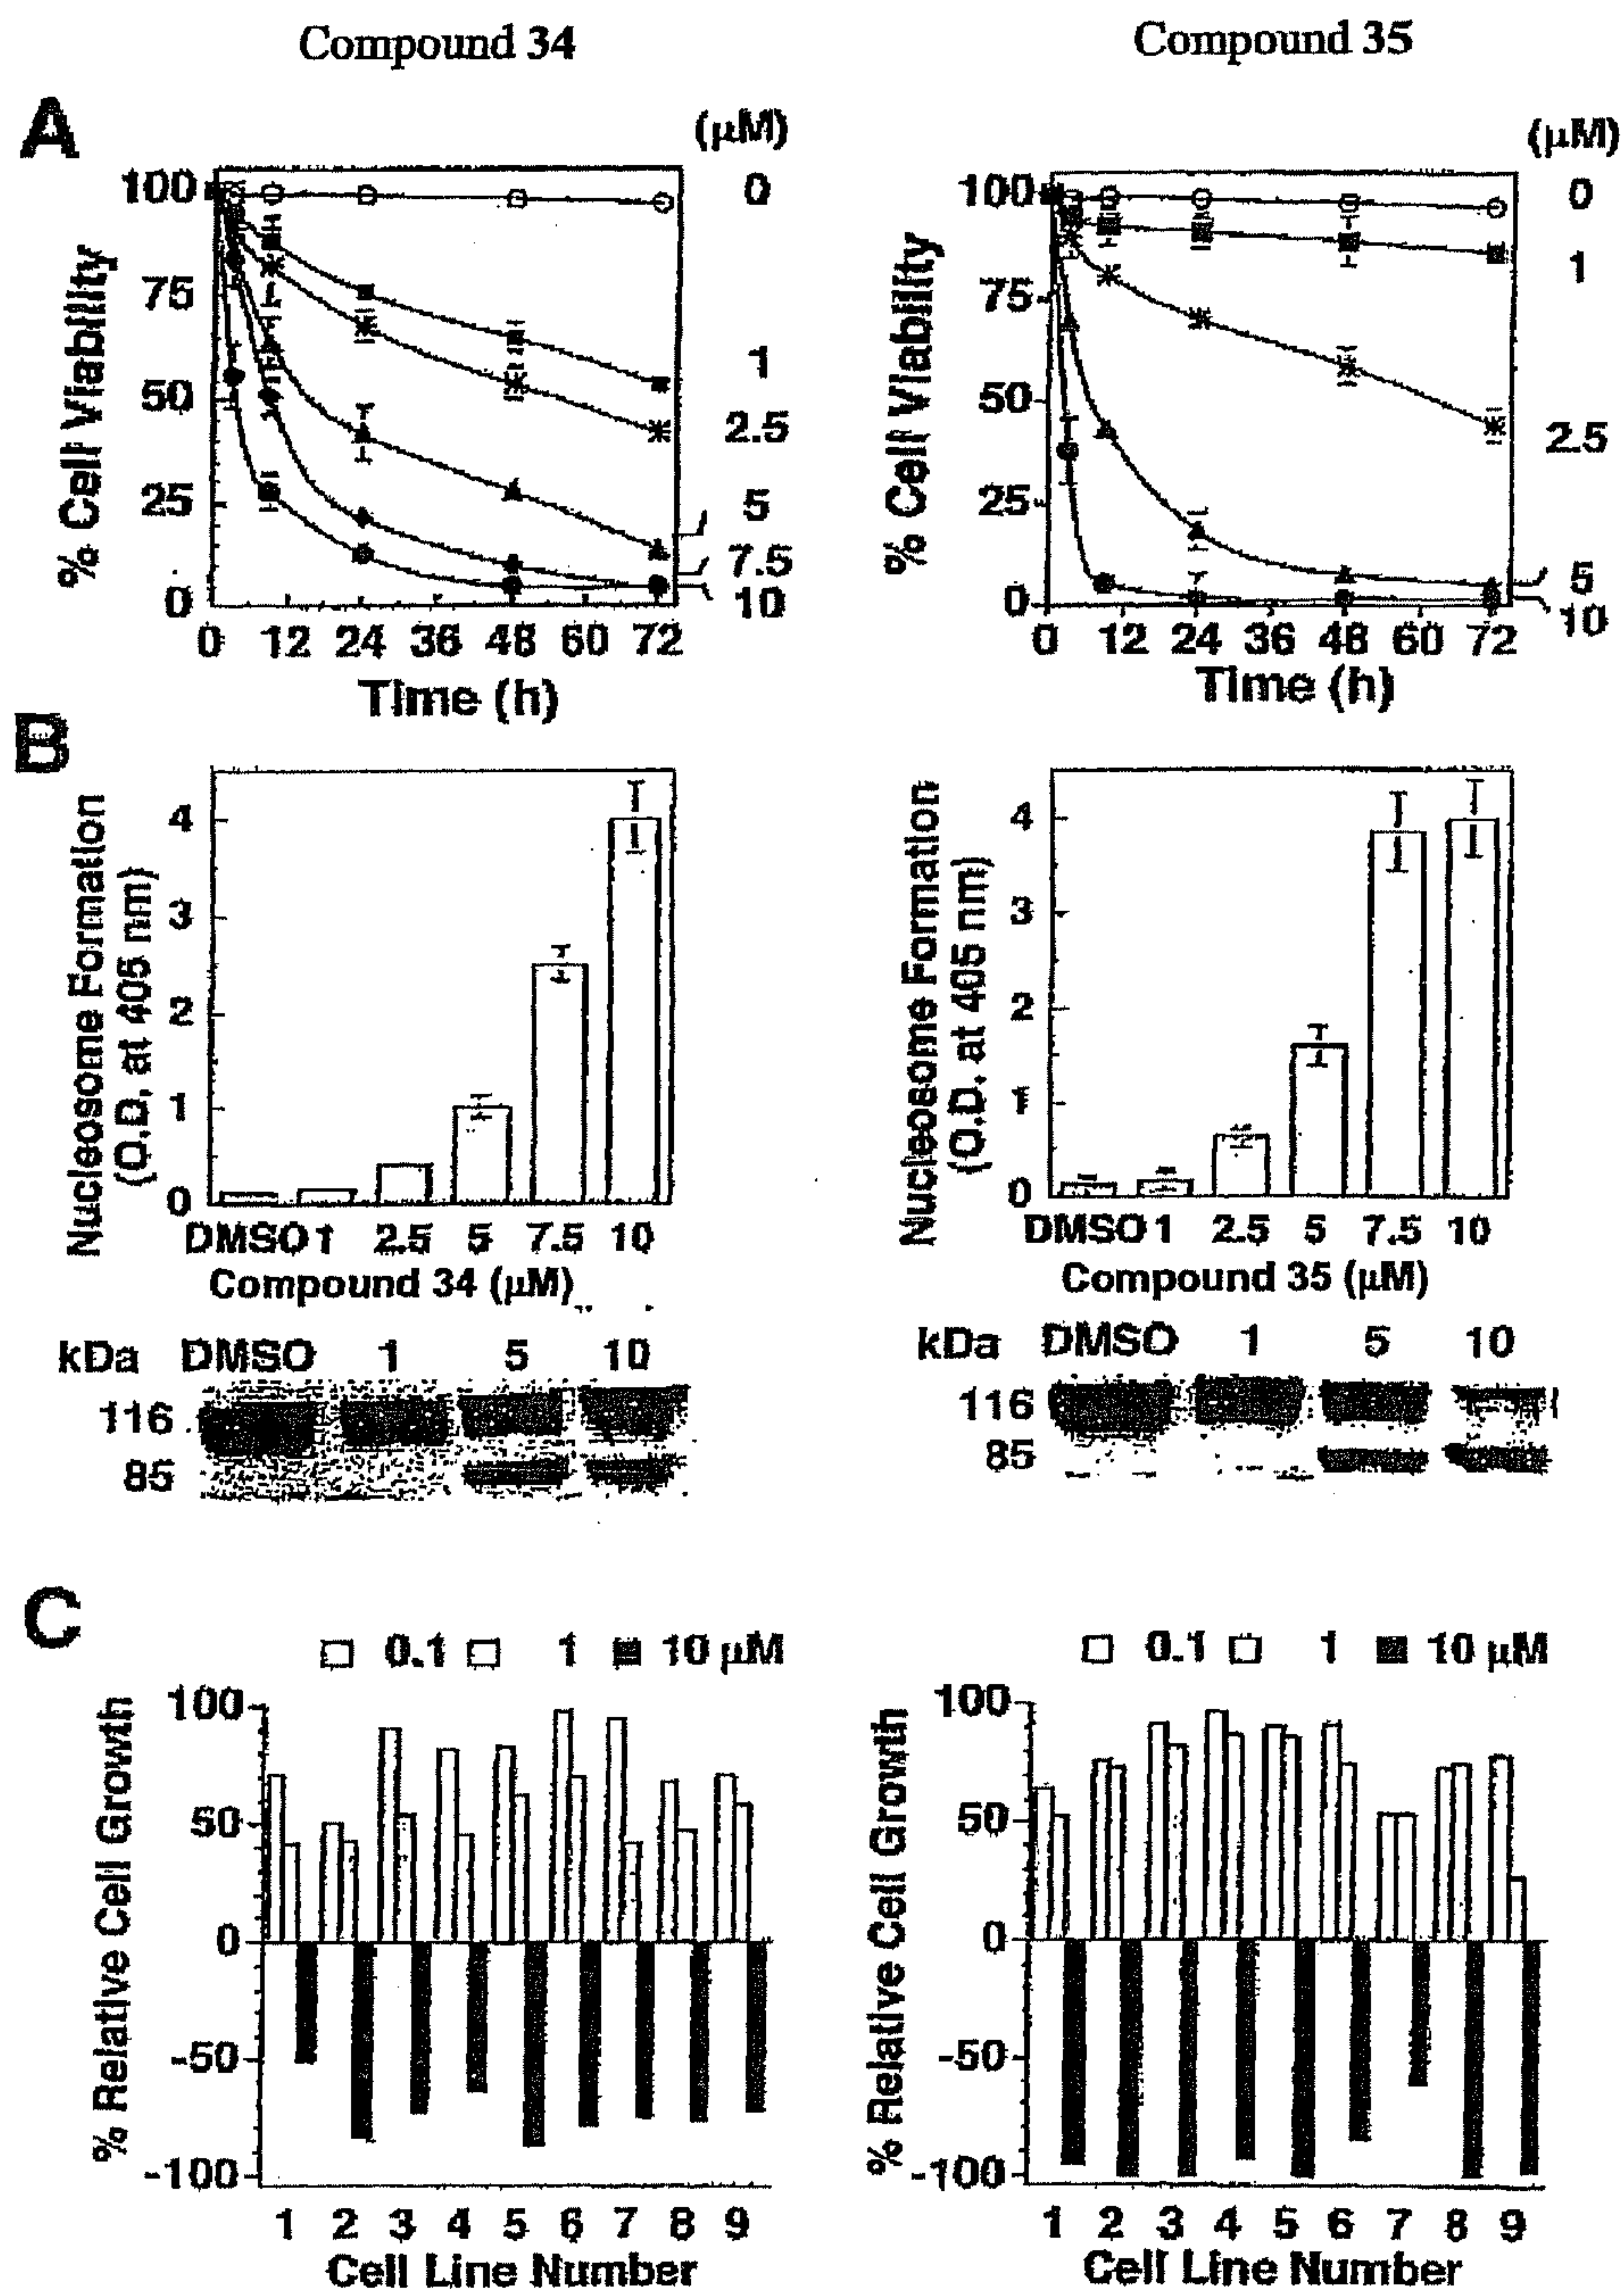 Compound 34
Compound 35
A
(μM)
100
75
50
25
0
% Cell Viability
0
1
2.5
5
7.5
10
0 12 24 36 48 60 72
Time (h)
(μM)
100
75
50
25
0
% Cell Viability
0
1
2.5
5
10
0 12 24 36 48 60 72
Time (h)
B
Nucleosome Formation
(O.D. at 405 nm)
4
3
2
1
0
DMSO 1 2.5 5 7.5 10
Compound 34 (μM)
Nucleosome Formation
(O.D. at 405 nm)
4
3
2
1
0
DMSO 1 2.5 5 7.5 10
Compound 35 (μM)
kDa DMSO 1 5 10
116
85
kDa DMSO 1 5 10
116
85
C
0.1 1 10 μM
% Relative Cell Growth
100
50
0
-50
-100
1 2 3 4 5 6 7 8 9
Cell Line Number
0.1 1 10 μM
% Relative Cell Growth
100
50
0
-50
-100
1 2 3 4 5 6 7 8 9
Cell Line Number